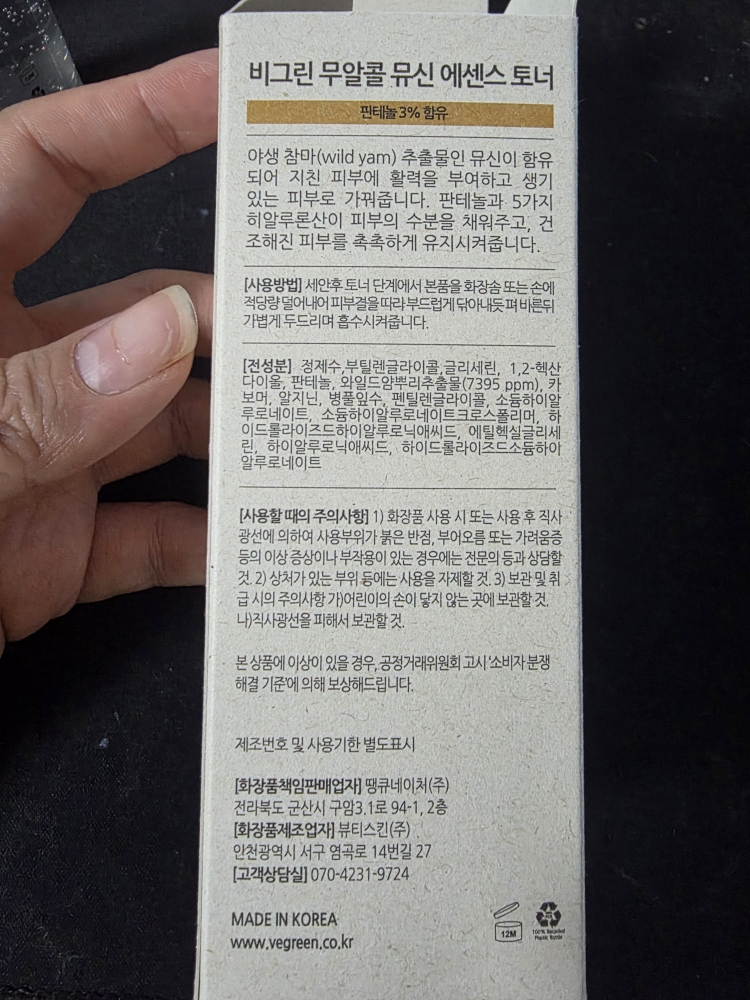 비그린 무알콜 뮤신 에센스 토너
판테놀 3% 함유
야생 참마(wild yam) 추출물인 뮤신이 함유
되어 지친 피부에 활력을 부여하고 생기
있는 피부로 가꿔줍니다. 판테놀과 5가지
히알루론산이 피부의 수분을 채워주고, 건
조해진 피부를 촉촉하게 유지시켜줍니다.
[사용방법] 세안후 토너 단계에서 본품을 화장솜 또는 손에
적당량 덜어내어 피부결을 따라 부드럽게 닦아내듯 펴 바른뒤
가볍게 두드리며 흡수시켜줍니다.
[전성분] 정제수,부틸렌글라이콜,글리세린, 1,2-헥산
다이올, 판테놀, 와일드얌뿌리추출물(7395 ppm), 카
보머, 알지닌, 병풀잎수, 펜틸렌글라이콜, 소듐하이알
루로네이트, 소듐하이알루로네이트크로스폴리머, 하
이드롤라이즈드하이알루로닉애씨드, 에틸헥실글리세
린, 하이알루로닉애씨드, 하이드롤라이즈드소듐하이
알루로네이트
[사용할 때의 주의사항] 1) 화장품 사용 시 또는 사용 후 직사
광선에 의하여 사용부위가 붉은 반점, 부어오름 또는 가려움증
등의 이상 증상이나 부작용이 있는 경우에는 전문의 등과 상담할
것. 2) 상처가 있는 부위 등에는 사용을 자제할 것. 3) 보관 및 취
급 시의 주의사항 가)어린이의 손이 닿지 않는 곳에 보관할 것.
나)직사광선을 피해서 보관할 것.
본 상품에 이상이 있을 경우, 공정거래위원회 고시 '소비자 분쟁
해결 기준'에 의해 보상해드립니다.
제조번호 및 사용기한 별도표시
[화장품책임판매업자] 땡큐네이처(주)
전라북도 군산시 구암3.1로 94-1, 2층
[화장품제조업자] 뷰티스킨(주)
인천광역시 서구 염곡로 14번길 27
[고객상담실] 070-4231-9724
MADE IN KOREA
www.vegreen.co.kr
12M
100% Recycled
Plastic Bottle